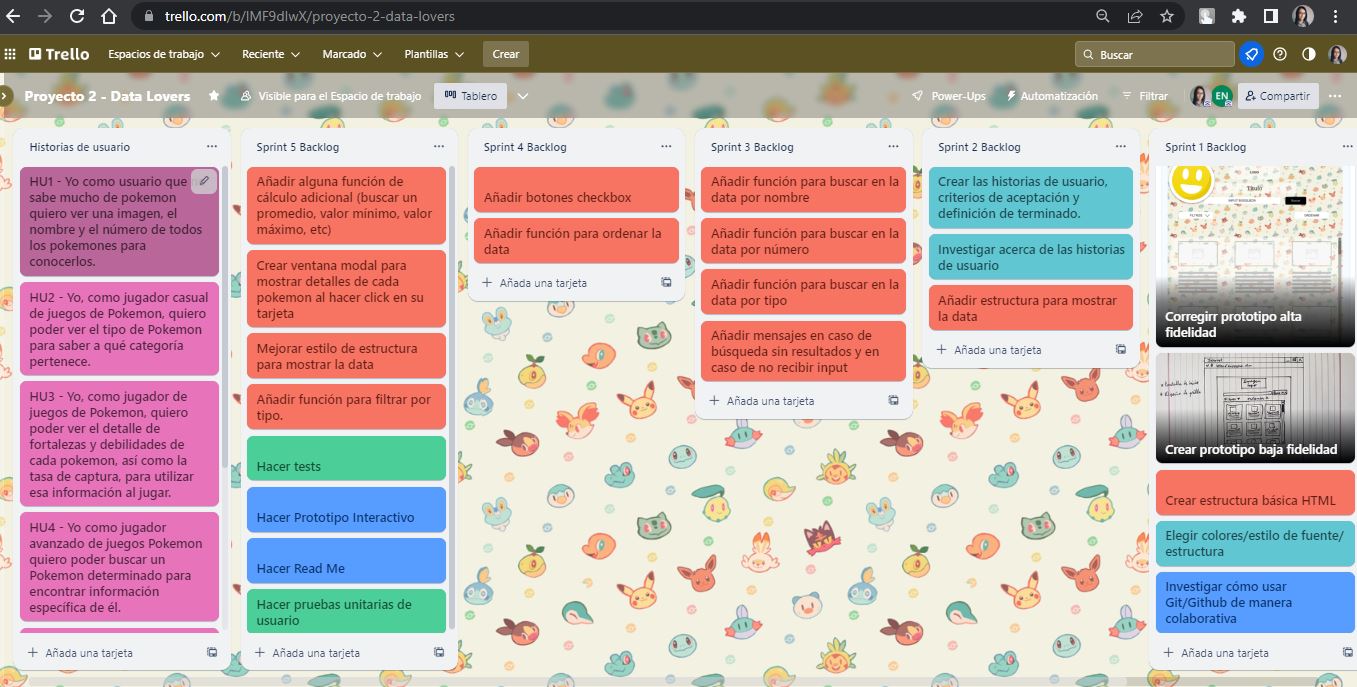 trello.com/b/lMF9dIwX/proyecto-2-data-lovers
Trello
Espacios de trabajo
Reciente
Marcado
Plantillas
Crear
Buscar
Proyecto 2 - Data Lovers
Visible para el Espacio de trabajo
Tablero
Power-Ups
Automatización
Filtrar
EN
Compartir
Historias de usuario
HU1 - Yo como usuario que
sabe mucho de pokemon
quiero ver una imagen, el
nombre y el número de todos
los pokemones para
conocerlos.
HU2 - Yo, como jugador casual
de juegos de Pokemon, quiero
poder ver el tipo de Pokemon
para saber a qué categoría
pertenece.
HU3 - Yo, como jugador de
juegos de Pokemon, quiero
poder ver el detalle de
fortalezas y debilidades de
cada pokemon, así como la
tasa de captura, para utilizar
esa información al jugar.
HU4 - Yo como jugador
avanzado de juegos Pokemon
quiero poder buscar un
Pokemon determinado para
encontrar información
específica de él.
Añada una tarjeta
Sprint 5 Backlog
Añadir alguna función de
cálculo adicional (buscar un
promedio, valor mínimo, valor
máximo, etc)
Crear ventana modal para
mostrar detalles de cada
pokemon al hacer click en su
tarjeta
Mejorar estilo de estructura
para mostrar la data
Añadir función para filtrar por
tipo.
Hacer tests
Hacer Prototipo Interactivo
Hacer Read Me
Hacer pruebas unitarias de
usuario
Añada una tarjeta
Sprint 4 Backlog
Añadir botones checkbox
Añadir función para ordenar la
data
Añada una tarjeta
Sprint 3 Backlog
Añadir función para buscar en la
data por nombre
Añadir función para buscar en la
data por número
Añadir función para buscar en la
data por tipo
Añadir mensajes en caso de
búsqueda sin resultados y en
caso de no recibir input
Añada una tarjeta
Sprint 2 Backlog
Crear las historias de usuario,
criterios de aceptación y
definición de terminado.
Investigar acerca de las historias
de usuario
Añadir estructura para mostrar
la data
Añada una tarjeta
Sprint 1 Backlog
Titulo
Corregirr prototipo alta
fidelidad
Crear prototipo baja fidelidad
Crear estructura básica HTML
Elegir colores/estilo de fuente/
estructura
Investigar cómo usar
Git/Github de manera
colaborativa
Añada una tarjeta